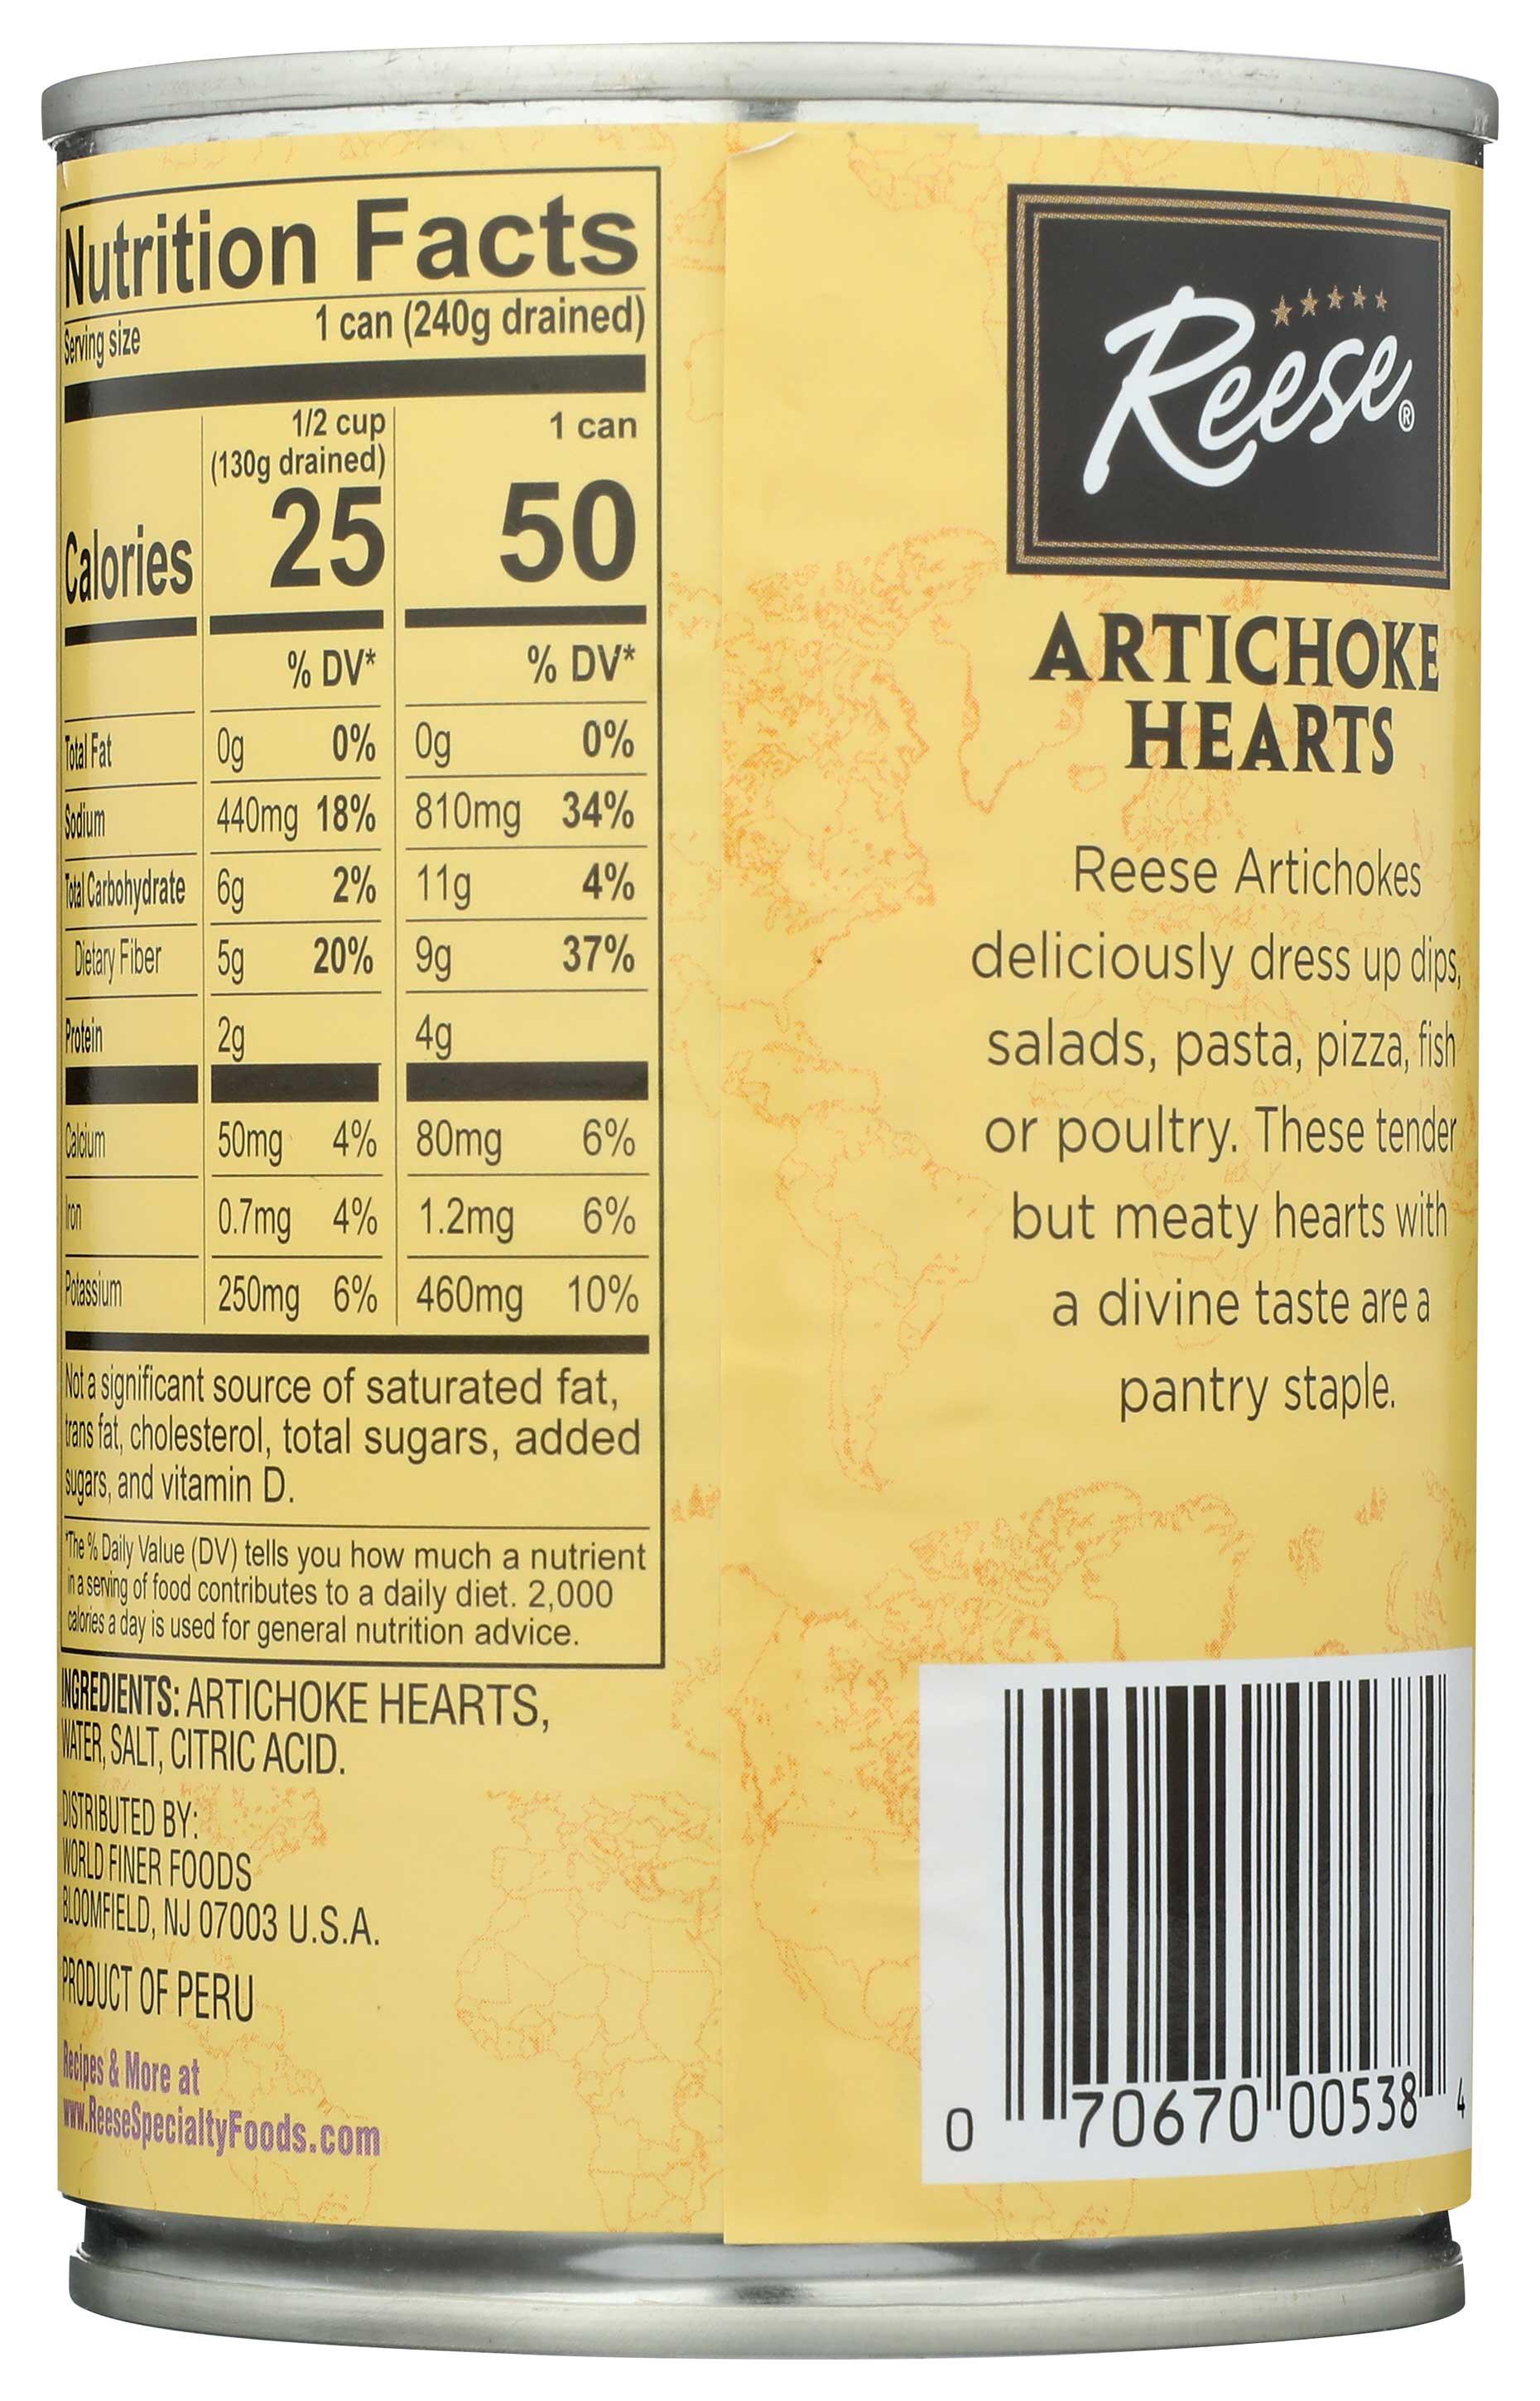 Nutrition Facts
Serving size 1 can (240g drained)
1/2 cup 1 can
(130g drained)
Calories 25 50
% DV* % DV*
Total Fat 0g 0% 0g 0%
Sodium 440mg 18% 810mg 34%
Total Carbohydrate 6g 2% 11g 4%
Dietary Fiber 5g 20% 9g 37%
Protein 2g 4g
Calcium 50mg 4% 80mg 6%
Iron 0.7mg 4% 1.2mg 6%
Potassium 250mg 6% 460mg 10%
Not a significant source of saturated fat,
trans fat, cholesterol, total sugars, added
sugars, and vitamin D.
*The % Daily Value (DV) tells you how much a nutrient
in a serving of food contributes to a daily diet. 2,000
calories a day is used for general nutrition advice.
INGREDIENTS: ARTICHOKE HEARTS,
WATER, SALT, CITRIC ACID.
DISTRIBUTED BY:
WORLD FINER FOODS
BLOOMFIELD, NJ 07003 U.S.A.
PRODUCT OF PERU
Recipes & More at
www.ReeseSpecialtyFoods.com
Reese®
ARTICHOKE
HEARTS
Reese Artichokes
deliciously dress up dips,
salads, pasta, pizza, fish
or poultry. These tender
but meaty hearts with
a divine taste are a
pantry staple.
0 70670 00538 4